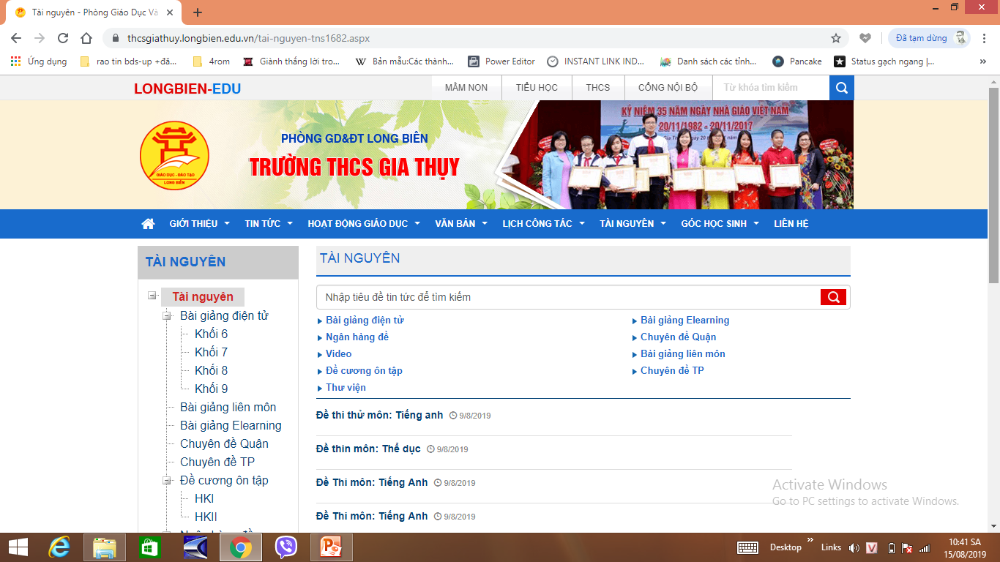 Tài nguyên - Phòng Giáo Dục Và
thcsgiathuy.longbien.edu.vn/tai-nguyen-tns1682.aspx
Đã tạm dừng
Ứng dụng
rao tin bds-up +đă...
4rom
Giành thắng lời tro...
Bản mẫu:Các thành...
Power Editor
INSTANT LINK IND...
Danh sách các tỉnh...
Pancake
Status gạch ngang |...
LONGBIEN-EDU
MẦM NON
TIỂU HỌC
THCS
CỔNG NỘI BỘ
Từ khóa tìm kiếm
PHÒNG GD&ĐT LONG BIÊN
TRƯỜNG THCS GIA THỤY
GIÁO DỤC - ĐÀO TẠO
LONG BIÊN
KỶ NIỆM 35 NĂM NGÀY NHÀ GIÁO VIỆT NAM
20/11/1982 - 20/11/2017
GIỚI THIỆU
TIN TỨC
HOẠT ĐỘNG GIÁO DỤC
VĂN BẢN
LỊCH CÔNG TÁC
TÀI NGUYÊN
GÓC HỌC SINH
LIÊN HỆ
TÀI NGUYÊN
Tài nguyên
Bài giảng điện tử
Khối 6
Khối 7
Khối 8
Khối 9
Bài giảng liên môn
Bài giảng Elearning
Chuyên đề Quận
Chuyên đề TP
Đề cương ôn tập
HKI
HKII
TÀI NGUYÊN
Nhập tiêu đề tin tức để tìm kiếm
Bài giảng điện tử
Bài giảng Elearning
Ngân hàng đề
Chuyên đề Quận
Video
Bài giảng liên môn
Đề cương ôn tập
Chuyên đề TP
Thư viện
Đề thi thử môn: Tiếng anh 9/8/2019
Đề thin môn: Thể dục 9/8/2019
Đề Thi môn: Tiếng Anh 9/8/2019
Đề Thi môn: Tiếng Anh 9/8/2019
Activate Windows
Go to PC settings to activate Windows.
Desktop
Links
10:41 SA
15/08/2019